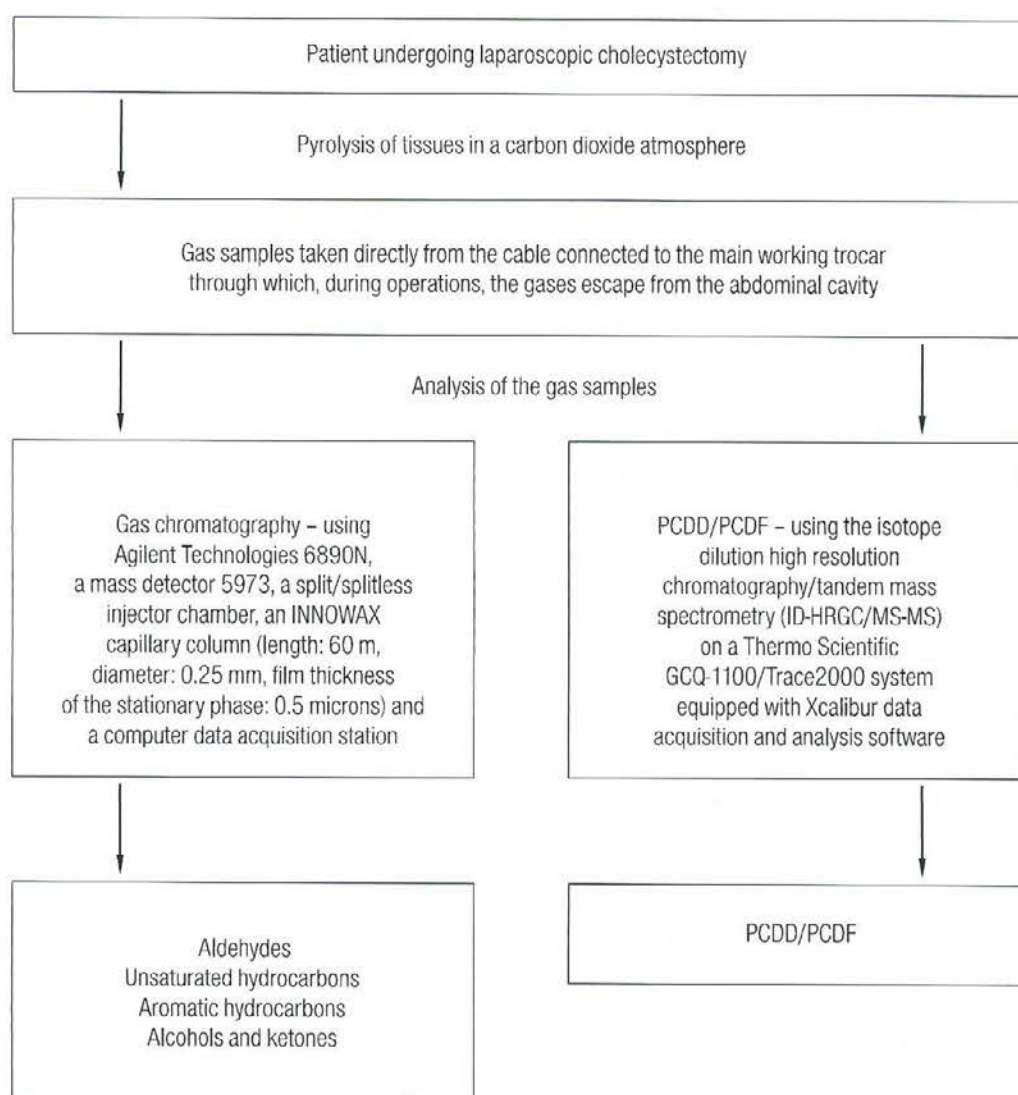 Patient undergoing laparoscopic cholecystectomy
Pyrolysis of tissues in a carbon dioxide atmosphere
Gas samples taken directly from the cable connected to the main working trocar
through which, during operations, the gases escape from the abdominal cavity
Analysis of the gas samples
Gas chromatography – using
Agilent Technologies 6890N,
a mass detector 5973, a split/splitless
injector chamber, an INNOWAX
capillary column (length: 60 m,
diameter: 0.25 mm, film thickness
of the stationary phase: 0.5 microns) and
a computer data acquisition station
PCDD/PCDF – using the isotope
dilution high resolution
chromatography/tandem mass
spectrometry (ID-HRGC/MS-MS)
on a Thermo Scientific
GCQ-1100/Trace2000 system
equipped with Xcalibur data
acquisition and analysis software
Aldehydes
Unsaturated hydrocarbons
Aromatic hydrocarbons
Alcohols and ketones
PCDD/PCDF